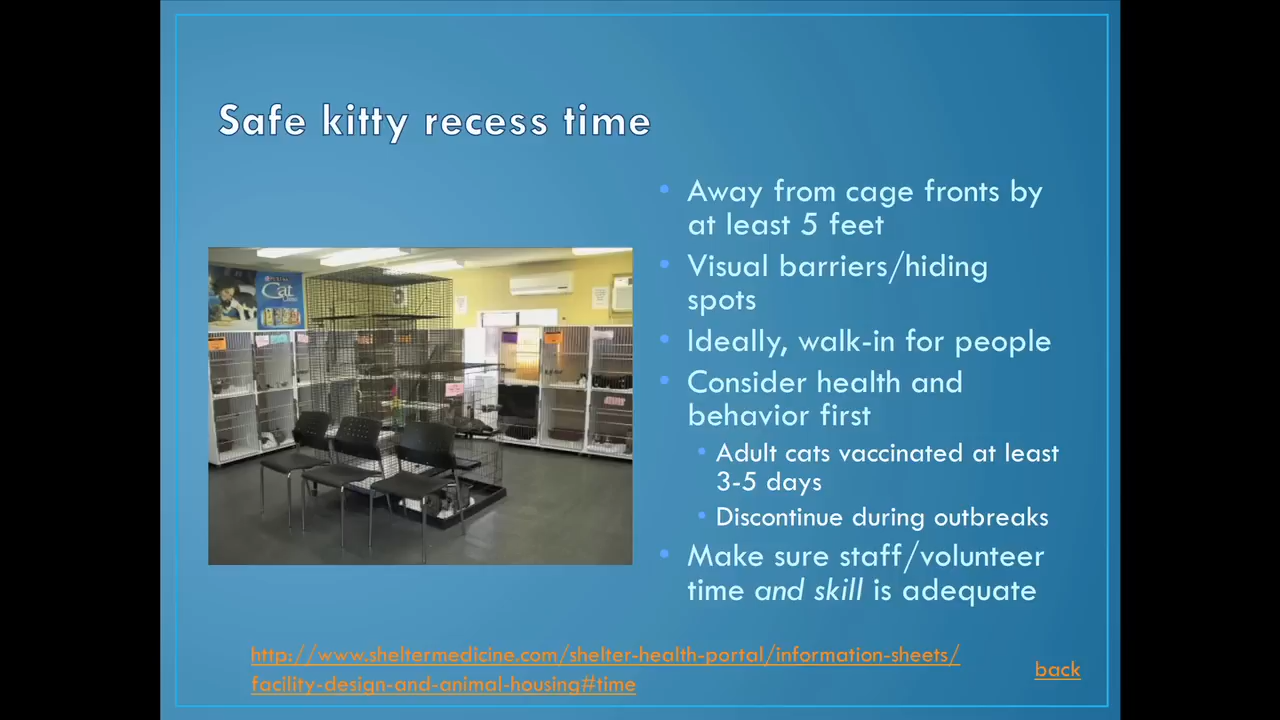 Safe kitty recess time
Away from cage fronts by
at least 5 feet
Visual barriers/hiding
spots
Ideally, walk-in for people
Consider health and
behavior first
Adult cats vaccinated at least
3-5 days
Discontinue during outbreaks
Make sure staff/volunteer
time and skill is adequate
Cat
http://www.sheltermedicine.com/shelter-health-portal/information-sheets/
facility-design-and-animal-housing#time
back